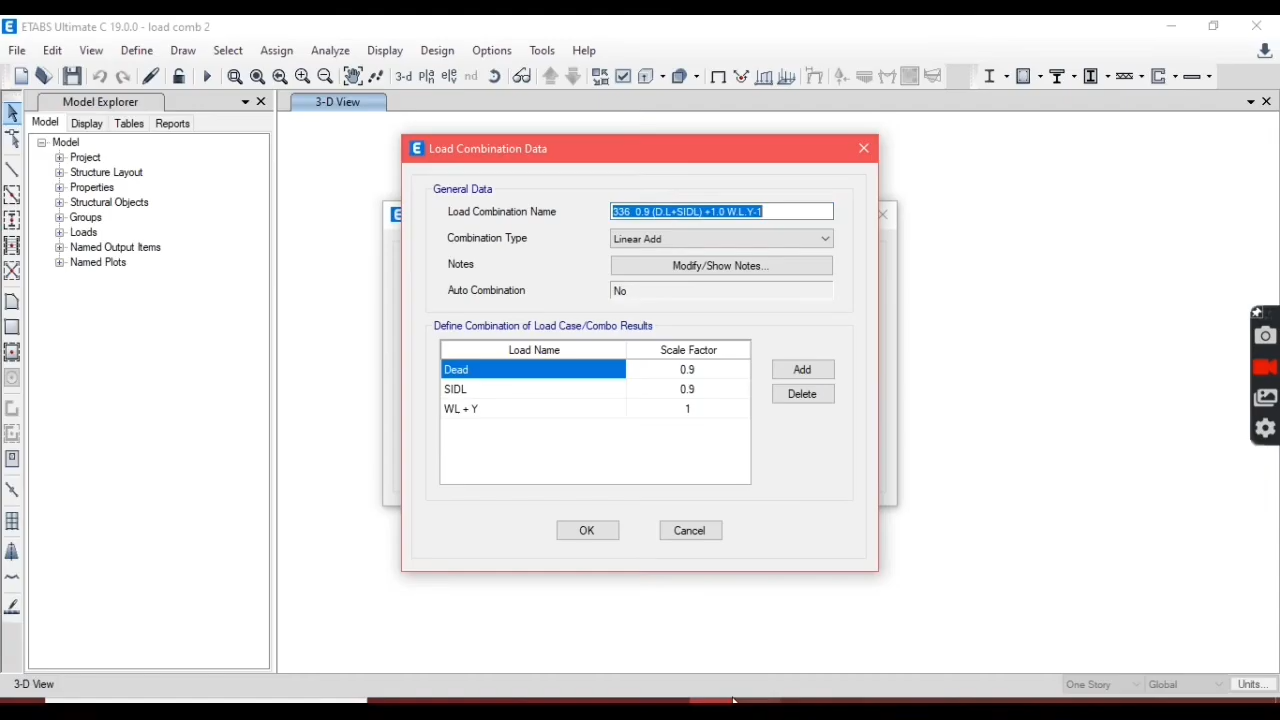 ETABS Ultimate C 19.0.0 - load comb 2
File Edit View Define Draw Select Assign Analyze Display Design Options Tools Help
3-d
nd
Model Explorer
3-D View
Model Display Tables Reports
Model
Project
Structure Layout
Properties
Structural Objects
Groups
Loads
Named Output Items
Named Plots
Load Combination Data
General Data
Load Combination Name
336 0.9 (D.L+SIDL) +1.0 W.L.Y-1
Combination Type
Linear Add
Notes
Modify/Show Notes...
Auto Combination
No
Define Combination of Load Case/Combo Results
Load Name Scale Factor
Dead 0.9
SIDL 0.9
WL + Y 1
Add
Delete
OK
Cancel
3-D View
One Story
Global
Units...